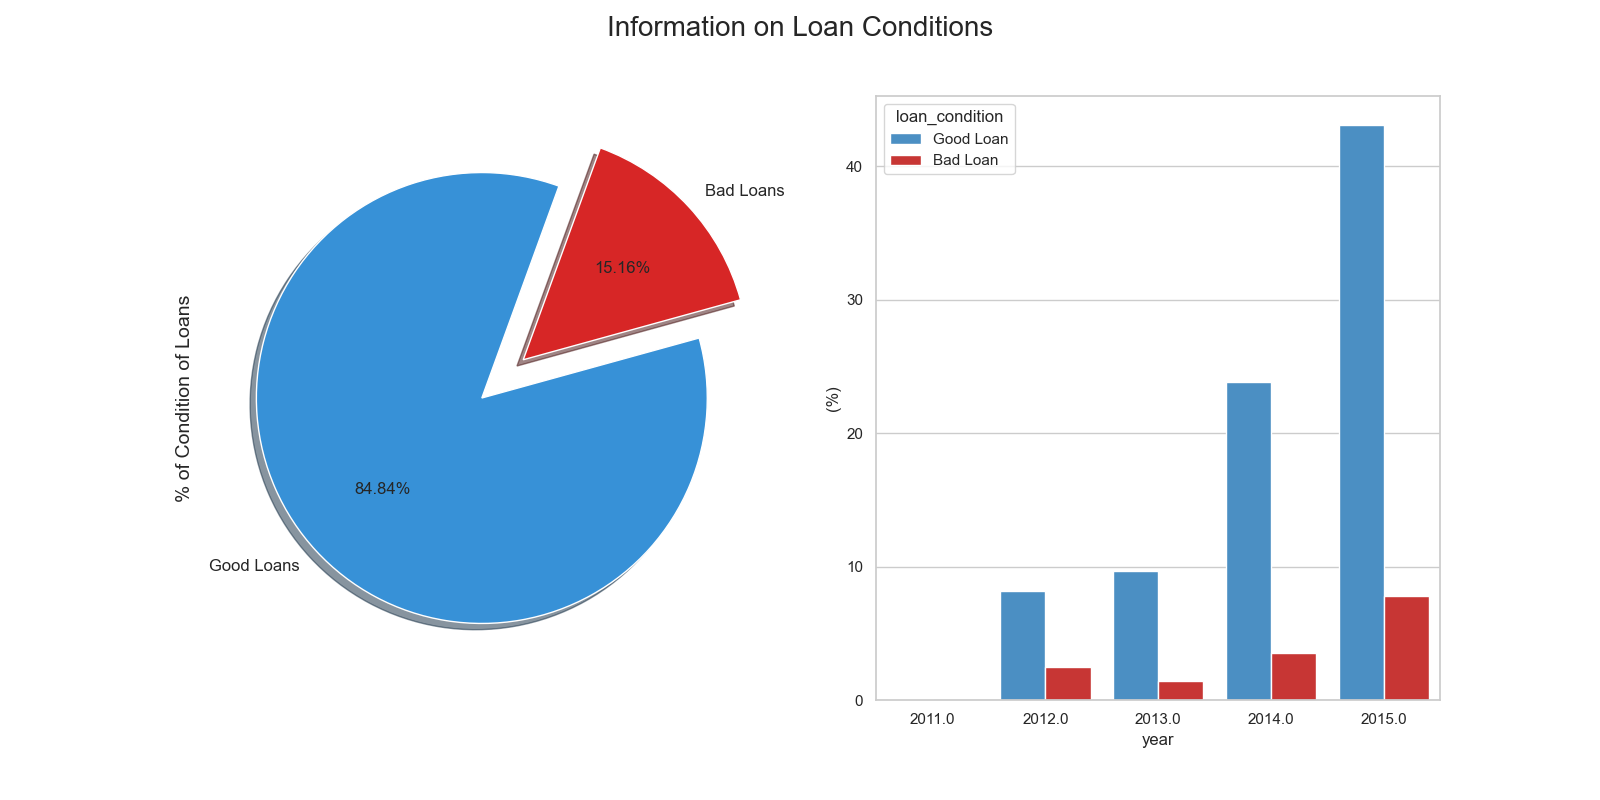 Information on Loan Conditions
% of Condition of Loans
Bad Loans
15.16%
84.84%
Good Loans
loan_condition
Good Loan
Bad Loan
(%)
40
30
20
10
0
2011.0 2012.0 2013.0 2014.0 2015.0
year